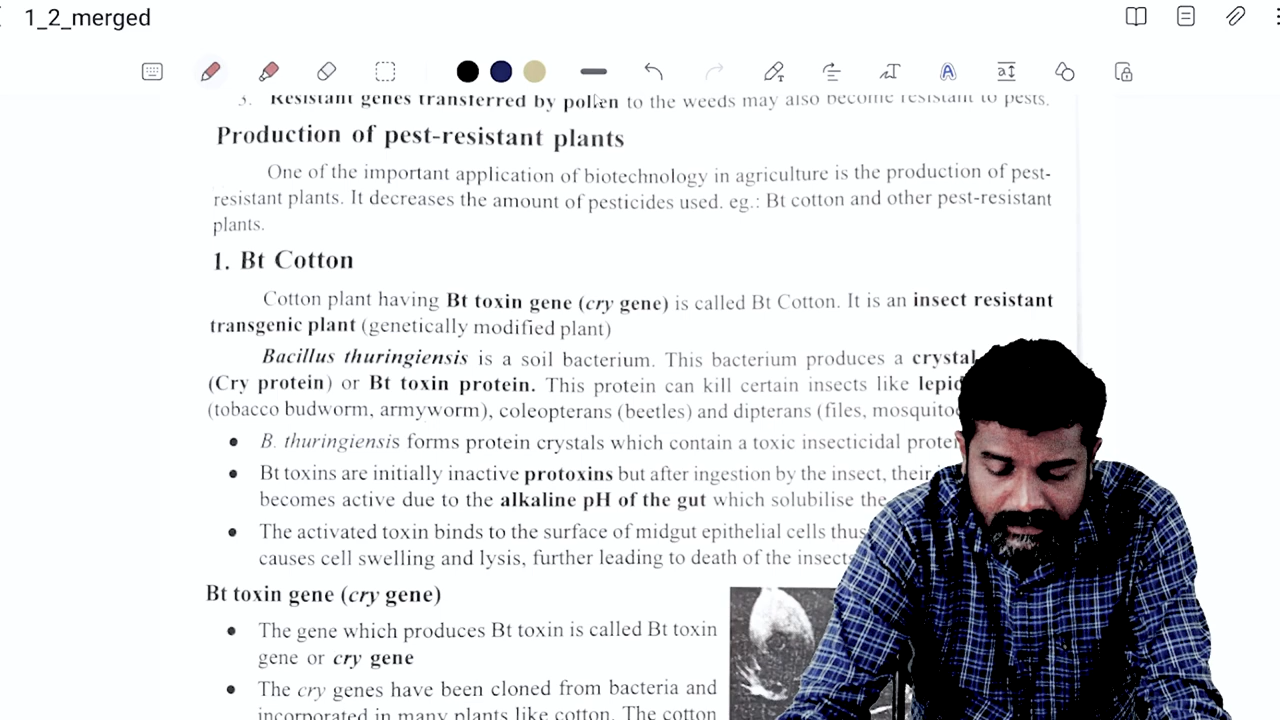 1_2_merged
3. Resistant genes transferred by pollen to the weeds may also become resistant to pests.
Production of pest-resistant plants
One of the important application of biotechnology in agriculture is the production of pest-
resistant plants. It decreases the amount of pesticides used. eg.: Bt cotton and other pest-resistant
plants.
1. Bt Cotton
Cotton plant having Bt toxin gene (cry gene) is called Bt Cotton. It is an insect resistant
transgenic plant (genetically modified plant)
Bacillus thuringiensis is a soil bacterium. This bacterium produces a crystal
(Cry protein) or Bt toxin protein. This protein can kill certain insects like
(tobacco budworm, armyworm), coleopterans (beetles) and dipterans (files,
• B. thuringiensis forms protein crystals which contain a toxic insecticidal
• Bt toxins are initially inactive protoxins but after ingestion by the insect, their
becomes active due to the alkaline pH of the gut which solubilise the
• The activated toxin binds to the surface of midgut epithelial cells thus
causes cell swelling and lysis, further leading to death of the insects
Bt toxin gene (cry gene)
• The gene which produces Bt toxin is called Bt toxin
gene or cry gene
• The cry genes have been cloned from bacteria and
incorporated in many plants like cotton. The cotton